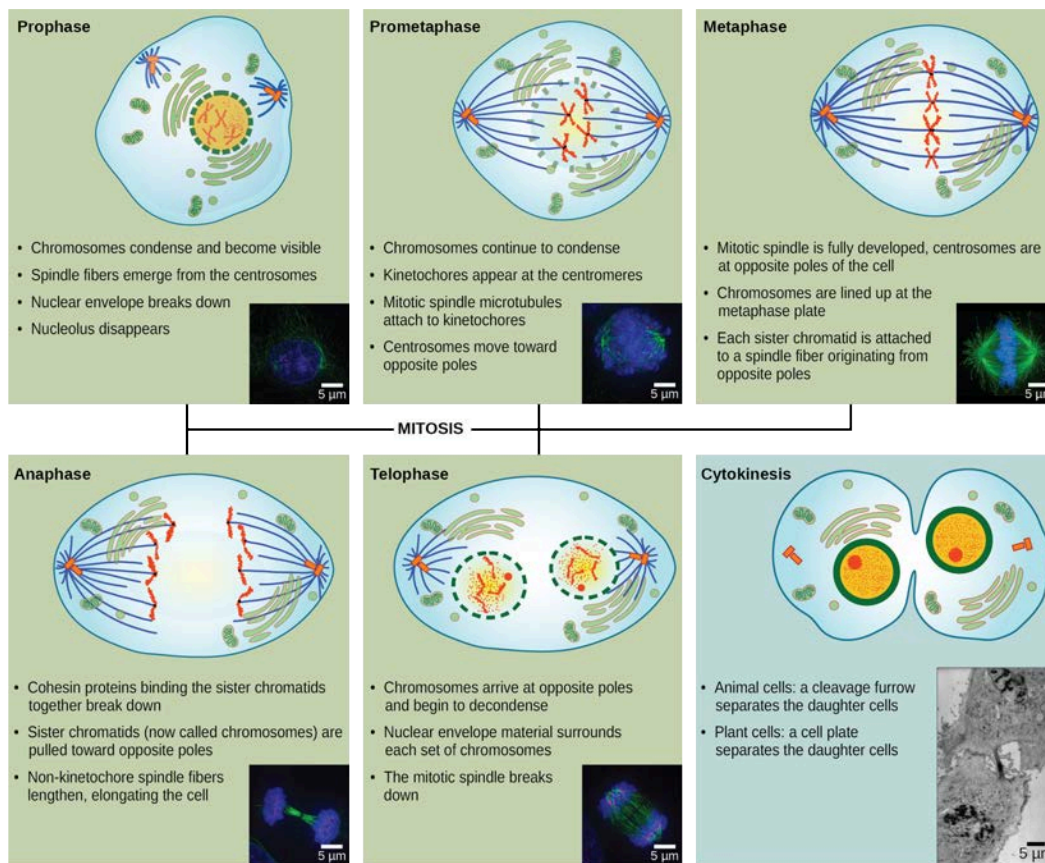 Prophase
• Chromosomes condense and become visible
• Spindle fibers emerge from the centrosomes
• Nuclear envelope breaks down
• Nucleolus disappears
5 µm
Prometaphase
• Chromosomes continue to condense
• Kinetochores appear at the centromeres
• Mitotic spindle microtubules
attach to kinetochores
• Centrosomes move toward
opposite poles
5 µm
Metaphase
• Mitotic spindle is fully developed, centrosomes are
at opposite poles of the cell
• Chromosomes are lined up at the
metaphase plate
• Each sister chromatid is attached
to a spindle fiber originating from
opposite poles
5 µm
MITOSIS
Anaphase
• Cohesin proteins binding the sister chromatids
together break down
• Sister chromatids (now called chromosomes) are
pulled toward opposite poles
• Non-kinetochore spindle fibers
lengthen, elongating the cell
5 µm
Telophase
• Chromosomes arrive at opposite poles
and begin to decondense
• Nuclear envelope material surrounds
each set of chromosomes
• The mitotic spindle breaks
down
5 µm
Cytokinesis
• Animal cells: a cleavage furrow
separates the daughter cells
• Plant cells: a cell plate
separates the daughter cells
5 µm